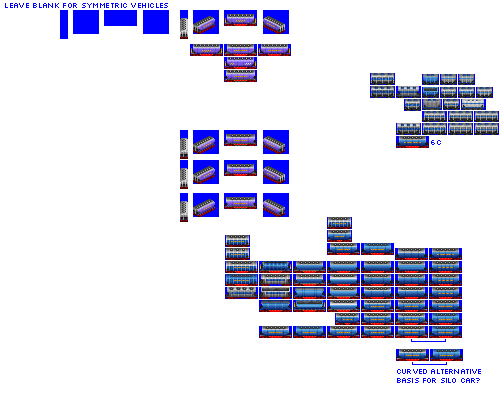 LEAVE BLANK FOR SYMMETRIC VEHICLES
6C
CURVED ALTERNATIVE
BASIS FOR SILO CAR?